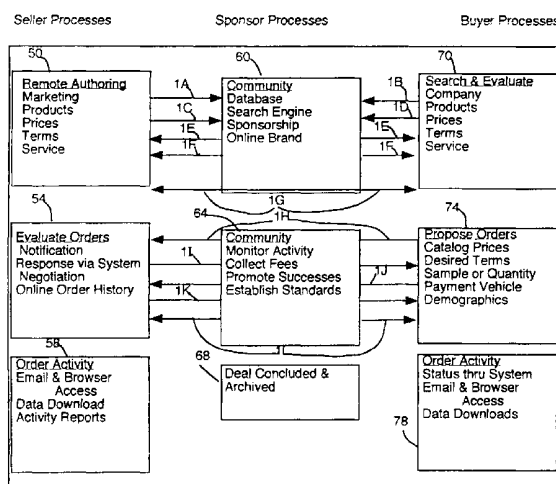 Seller Processes
Sponsor Processes
Buyer Processes
50
60
70
Remote Authoring
Marketing
Products
Prices
Terms
Service
1A
1C
1E
1F
Community
Database
Search Engine
Sponsorship
Online Brand
1B
1D
1E
1F
Search & Evaluate
Company
Products
Prices
Terms
Service
1G
54
64
1H
74
Evaluate Orders
Notification
Response via System
Negotiation
Online Order History
1I
1K
Community
Monitor Activity
Collect Fees
Promote Successes
Establish Standards
1J
Propose Orders
Catalog Prices
Desired Terms
Sample or Quantity
Payment Vehicle
Demographics
58
68
Order Activity
Email & Browser
Access
Data Download
Activity Reports
Deal Concluded &
Archived
Order Activity
Status thru System
Email & Browser
Access
Data Downloads
78